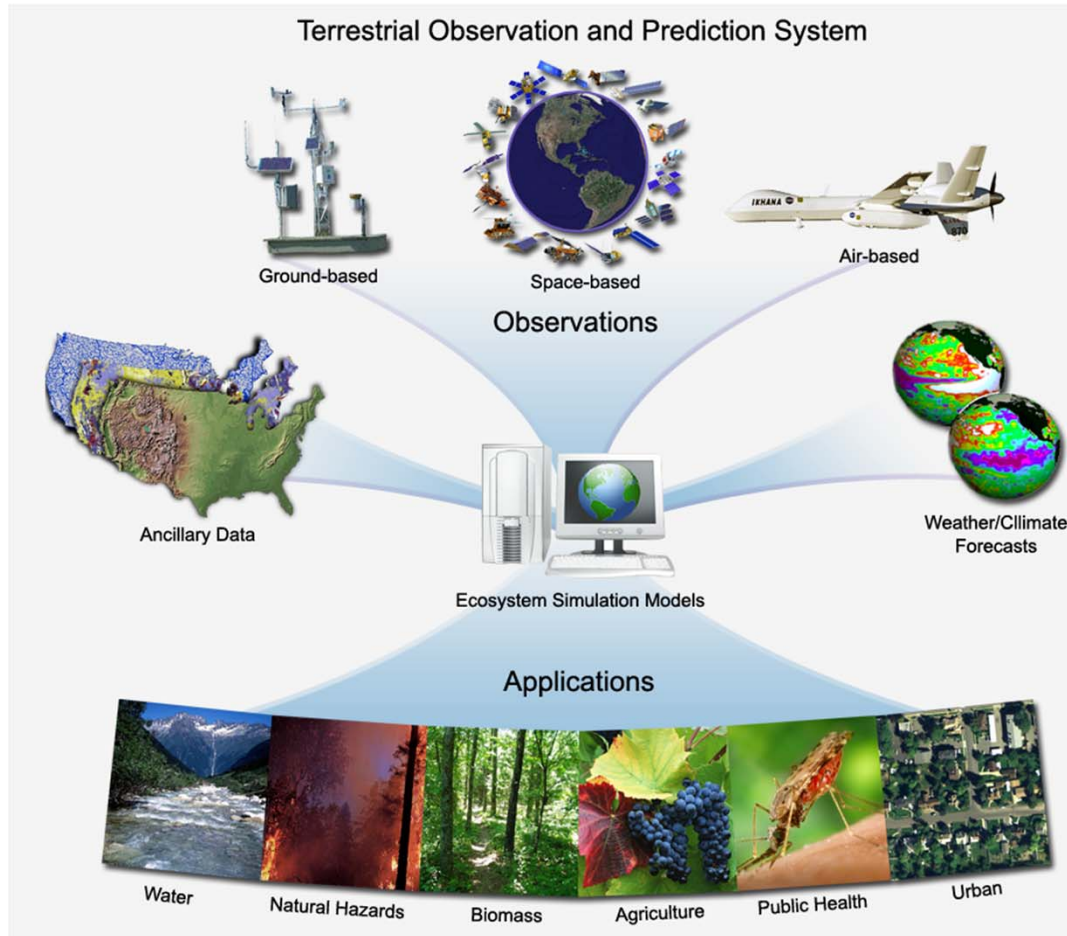 Terrestrial Observation and Prediction System
IKHANA
870
Ground-based
Space-based
Air-based
Observations
Ancillary Data
Weather/Cllimate
Forecasts
Ecosystem Simulation Models
Applications
Water
Natural Hazards
Biomass
Agriculture
Public Health
Urban